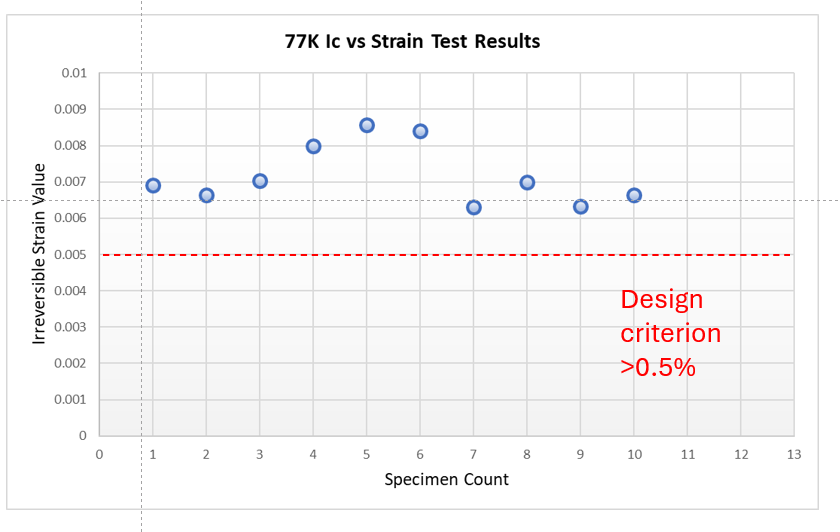 77K Ic vs Strain Test Results
0.01
0.009
0.008
0.007
0.006
0.005
0.004
0.003
0.002
0.001
0
Irreversible Strain Value
Design
criterion
>0.5%
0 1 2 3 4 5 6 7 8 9 10 11 12 13
Specimen Count